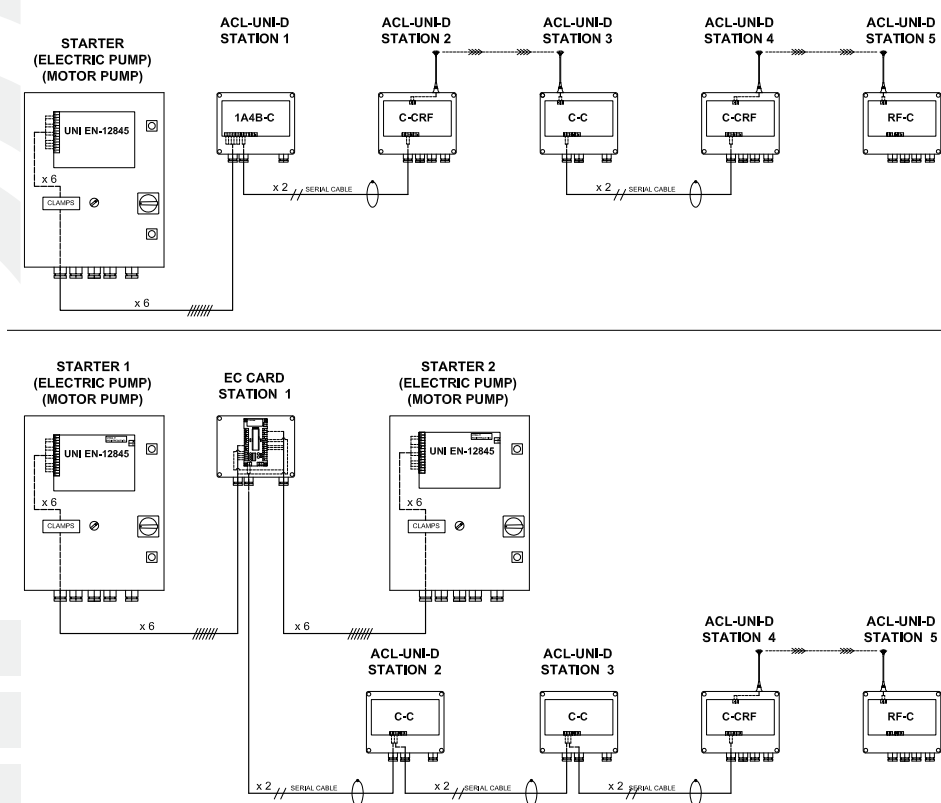 STARTER
(ELECTRIC PUMP)
(MOTOR PUMP)
ACL-UNI-D
STATION 1
ACL-UNI-D
STATION 2
ACL-UNI-D
STATION 3
ACL-UNI-D
STATION 4
ACL-UNI-D
STATION 5
UNI EN-12845
1A4B-C
C-CRF
C-C
C-CRF
RF-C
x 6
CLAMPS
x 2
SERIAL CABLE
x 2
SERIAL CABLE
x 6
STARTER 1
(ELECTRIC PUMP)
(MOTOR PUMP)
EC CARD
STATION 1
STARTER 2
(ELECTRIC PUMP)
(MOTOR PUMP)
UNI EN-12845
UNI EN-12845
x 6
CLAMPS
x 6
CLAMPS
x 6
x 6
ACL-UNI-D
STATION 2
ACL-UNI-D
STATION 3
ACL-UNI-D
STATION 4
ACL-UNI-D
STATION 5
C-C
C-C
C-CRF
RF-C
x 2
SERIAL CABLE
x 2
SERIAL CABLE
x 2
SERIAL CABLE